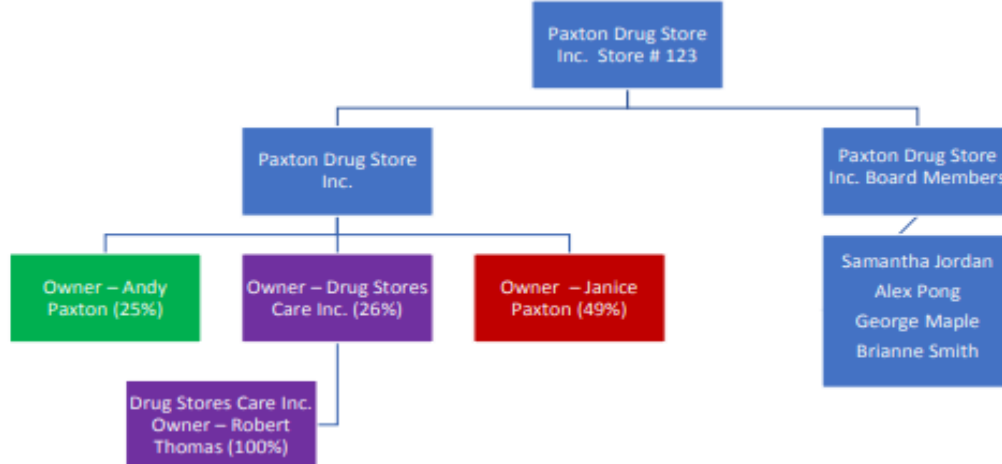 Paxton Drug Store
Inc. Store # 123
Paxton Drug Store
Inc.
Paxton Drug Store
Inc. Board Members
Owner – Andy
Paxton (25%)
Owner – Drug Stores
Care Inc. (26%)
Owner – Janice
Paxton (49%)
Samantha Jordan
Alex Pong
George Maple
Brianne Smith
Drug Stores Care Inc.
Owner – Robert
Thomas (100%)